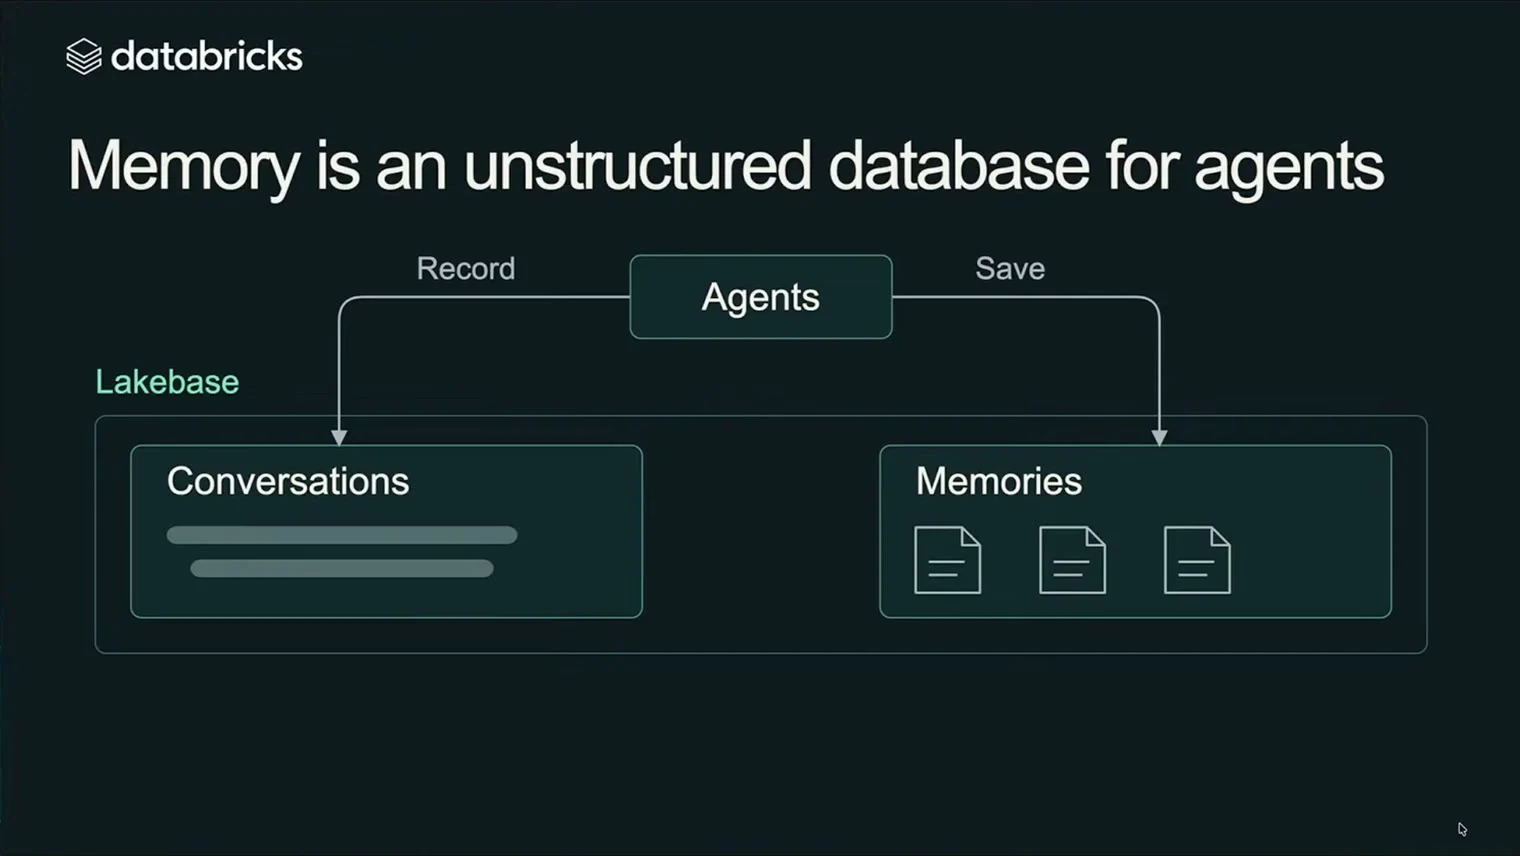 databricks
Memory is an unstructured database for agents
Record
Agents
Save
Lakebase
Conversations
Memories